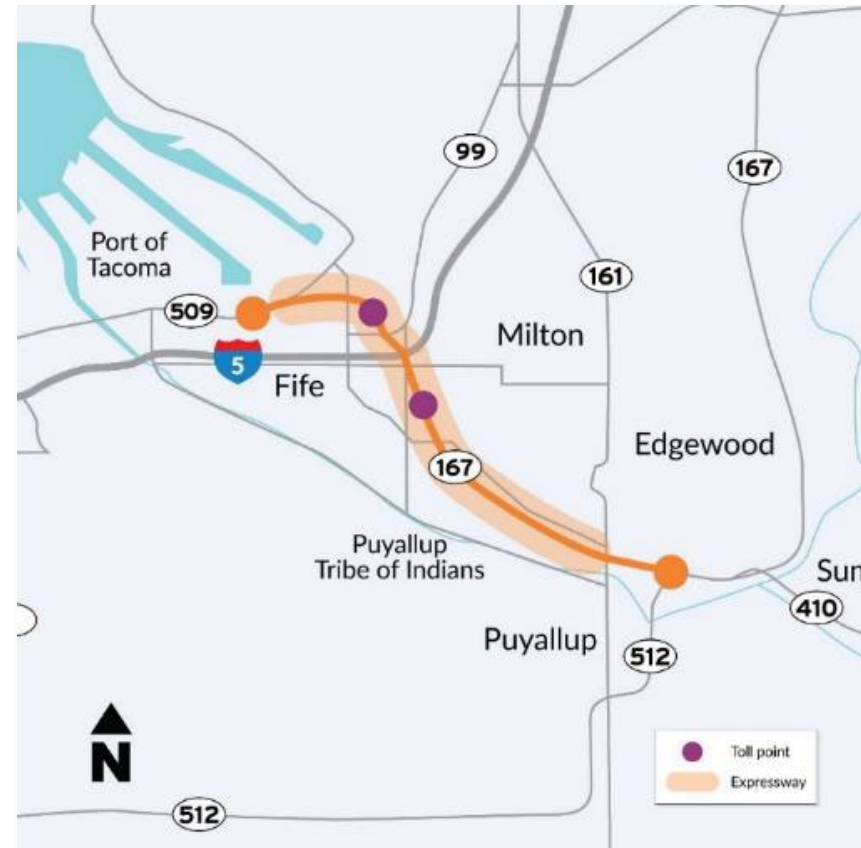 99
167
Port of
Tacoma
161
509
5
Milton
Fife
Edgewood
167
Puyallup
Tribe of Indians
Sun
410
Puyallup
512
N
Toll point
Expressway
512